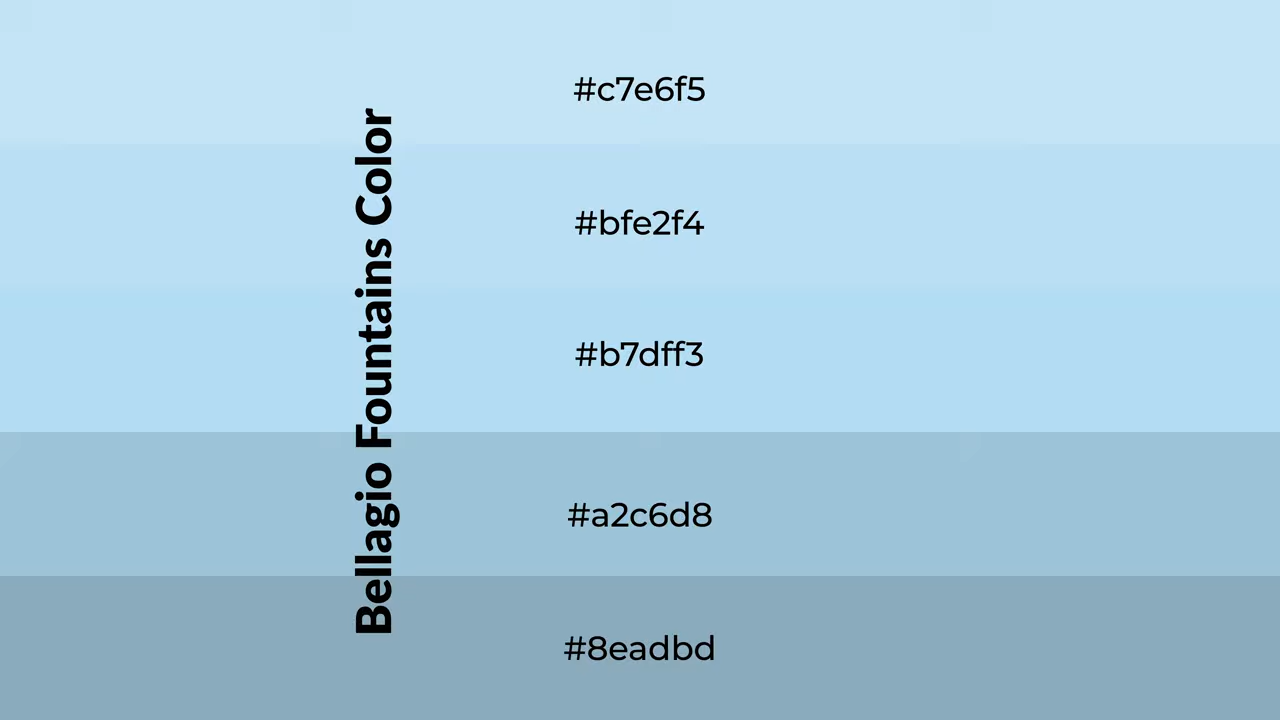 Bellagio Fountains Color
#c7e6f5
#bfe2f4
#b7dff3
#a2c6d8
#8eadbd